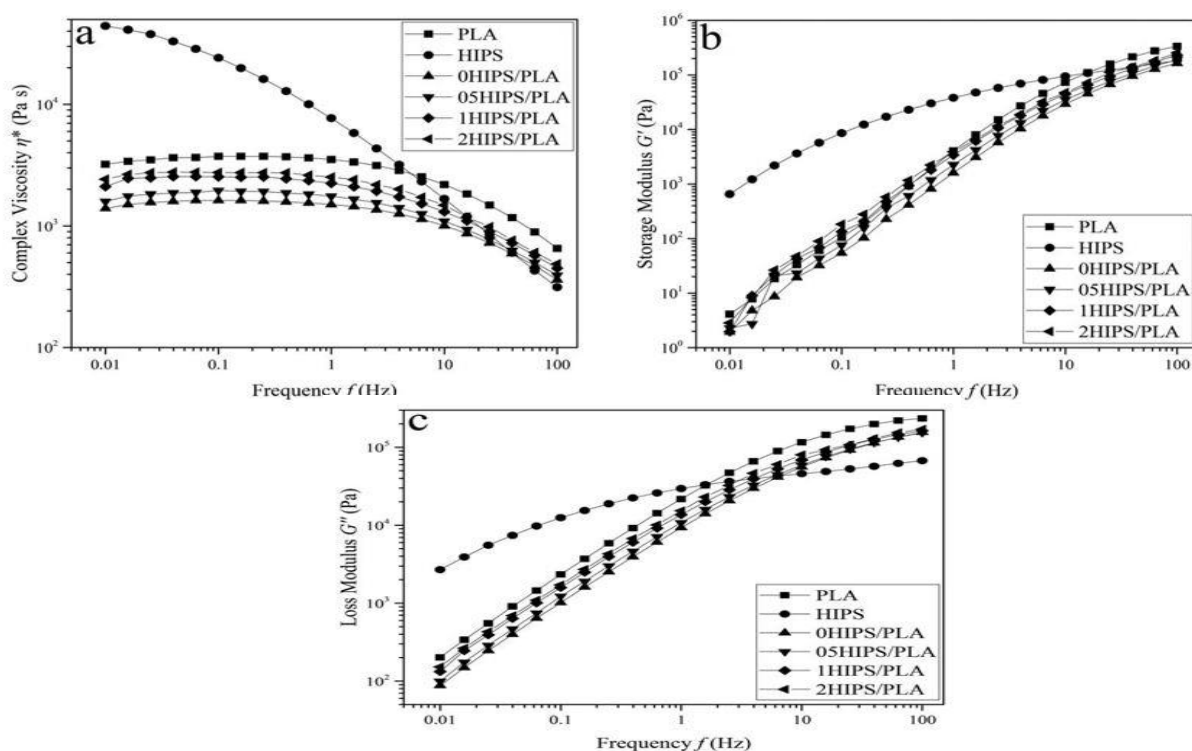 a
PLA
HIPS
0HIPS/PLA
05HIPS/PLA
1HIPS/PLA
2HIPS/PLA
Complex Viscosity η* (Pa s)
10^4
10^3
10^2
0.01 0.1 1 10 100
Frequency f (Hz)
b
Storage Modulus G' (Pa)
10^6
10^5
10^4
10^3
10^2
10^1
10^0
PLA
HIPS
0HIPS/PLA
05HIPS/PLA
1HIPS/PLA
2HIPS/PLA
0.01 0.1 1 10 100
Frequency f (Hz)
c
Loss Modulus G'' (Pa)
10^5
10^4
10^3
10^2
PLA
HIPS
0HIPS/PLA
05HIPS/PLA
1HIPS/PLA
2HIPS/PLA
0.01 0.1 1 10 100
Frequency f (Hz)